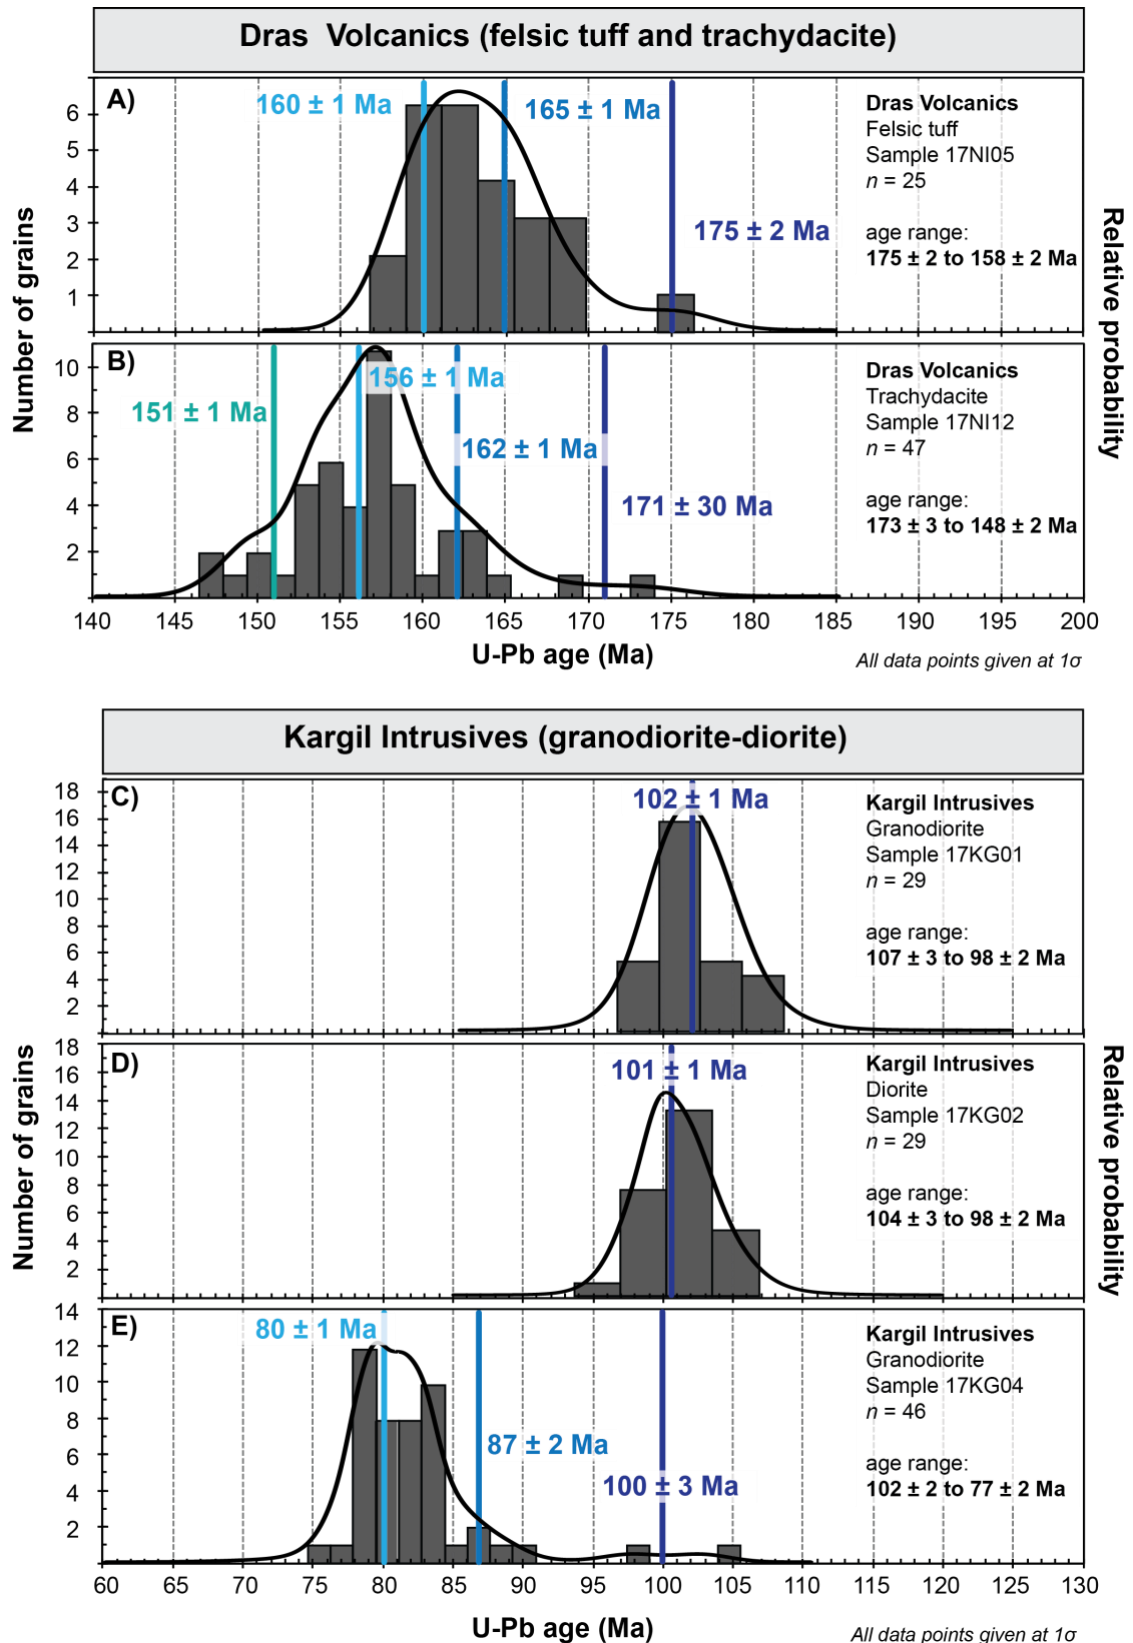 Dras Volcanics (felsic tuff and trachydacite)
A)
160 ± 1 Ma
165 ± 1 Ma
175 ± 2 Ma
Dras Volcanics
Felsic tuff
Sample 17NI05
n = 25
age range:
175 ± 2 to 158 ± 2 Ma
6
5
4
3
2
1
B)
151 ± 1 Ma
156 ± 1 Ma
162 ± 1 Ma
171 ± 30 Ma
Dras Volcanics
Trachydacite
Sample 17NI12
n = 47
age range:
173 ± 3 to 148 ± 2 Ma
10
8
6
4
2
Number of grains
Relative probability
140 145 150 155 160 165 170 175 180 185 190 195 200
U-Pb age (Ma)
All data points given at 1σ
Kargil Intrusives (granodiorite-diorite)
C)
102 ± 1 Ma
Kargil Intrusives
Granodiorite
Sample 17KG01
n = 29
age range:
107 ± 3 to 98 ± 2 Ma
18
16
14
12
10
8
6
4
2
D)
101 ± 1 Ma
Kargil Intrusives
Diorite
Sample 17KG02
n = 29
age range:
104 ± 3 to 98 ± 2 Ma
18
16
14
12
10
8
6
4
2
Number of grains
Relative probability
E)
80 ± 1 Ma
87 ± 2 Ma
100 ± 3 Ma
Kargil Intrusives
Granodiorite
Sample 17KG04
n = 46
age range:
102 ± 2 to 77 ± 2 Ma
14
12
10
8
6
4
2
60 65 70 75 80 85 90 95 100 105 110 115 120 125 130
U-Pb age (Ma)
All data points given at 1σ